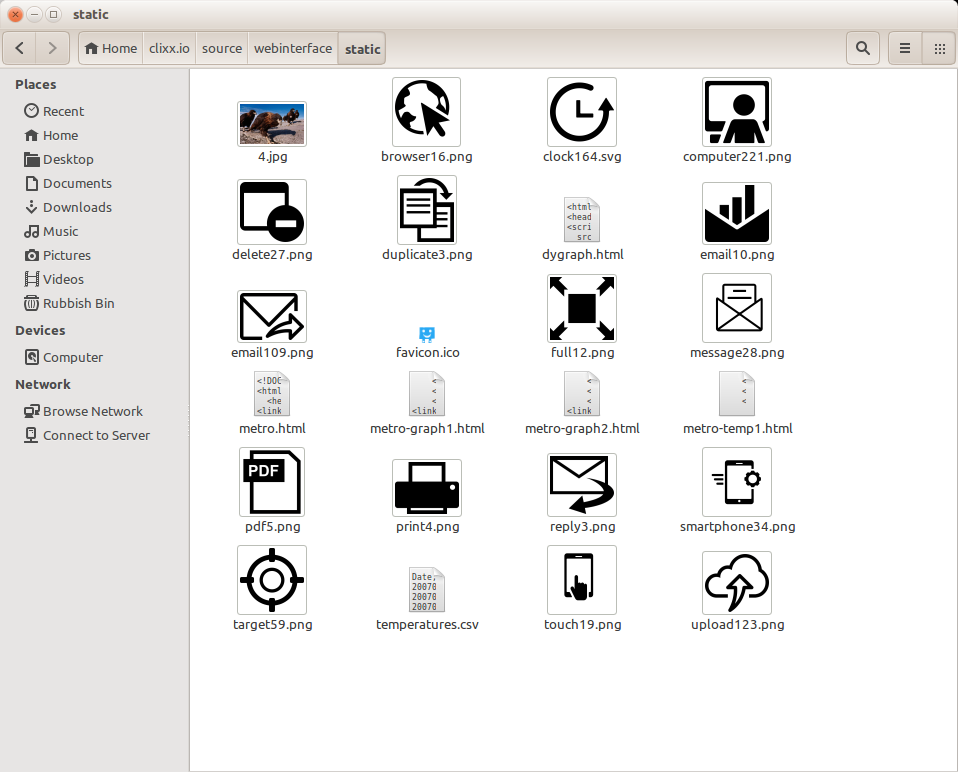 static
Home clixx.io source webinterface static
Places
Recent
Home
Desktop
Documents
Downloads
Music
Pictures
Videos
Rubbish Bin
Devices
Computer
Network
Browse Network
Connect to Server
4.jpg browser16.png clock164.svg computer221.png
<html
<head
<scri
src
delete27.png duplicate3.png dygraph.html email10.png
email109.png favicon.ico full12.png message28.png
<!DOC
<html
<he
<link
<
<
<
<link
<
<
<
<link
<
<
<
metro.html metro-graph1.html metro-graph2.html metro-temp1.html
PDF
pdf5.png print4.png reply3.png smartphone34.png
Date,
20070
20070
20070
target59.png temperatures.csv touch19.png upload123.png